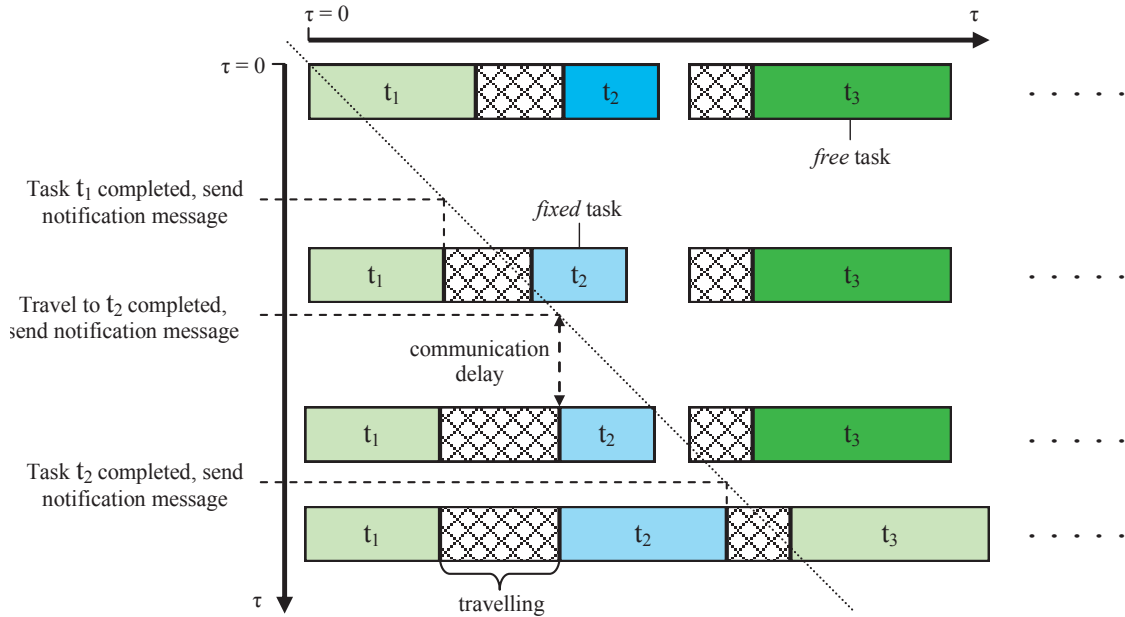 τ = 0
τ
τ = 0
t₁
t₂
t₃
. . . . .
free task
Task t₁ completed, send
notification message
fixed task
t₁
t₂
t₃
. . . . .
Travel to t₂ completed,
send notification message
communication
delay
t₁
t₂
t₃
. . . . .
Task t₂ completed, send
notification message
t₁
t₂
t₃
. . . . .
τ
travelling